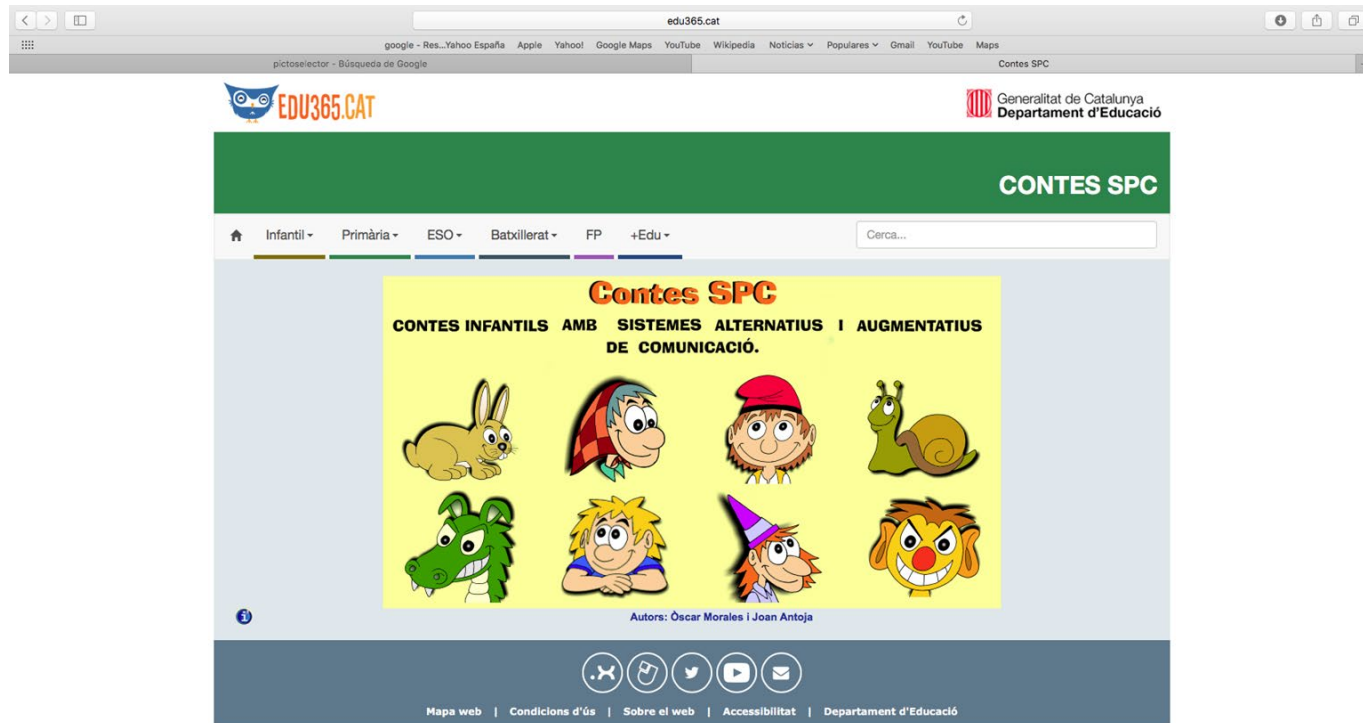 edu365.cat
google - Res...Yahoo España Apple Yahoo! Google Maps YouTube Wikipedia Noticias Populares Gmail YouTube Maps
pictoselector - Búsqueda de Google Contes SPC
EDU365.CAT
Generalitat de Catalunya
Departament d'Educació
CONTES SPC
Infantil Primària ESO Batxillerat FP +Edu Cerca...
Contes SPC
CONTES INFANTILS AMB SISTEMES ALTERNATIUS I AUGMENTATIUS
DE COMUNICACIÓ.
Autors: Òscar Morales i Joan Antoja
Mapa web | Condicions d'ús | Sobre el web | Accessibilitat | Departament d'Educació